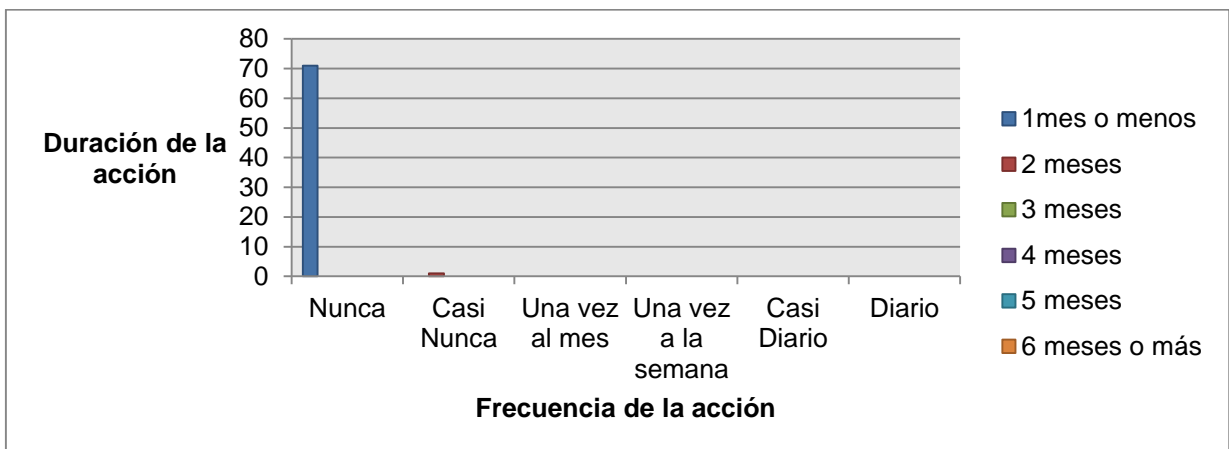 80
70
60
50
40
30
20
10
0
Duración de la
acción
Nunca
Casi
Nunca
Una vez
al mes
Una vez
a la
semana
Casi
Diario
Diario
Frecuencia de la acción
1mes o menos
2 meses
3 meses
4 meses
5 meses
6 meses o más